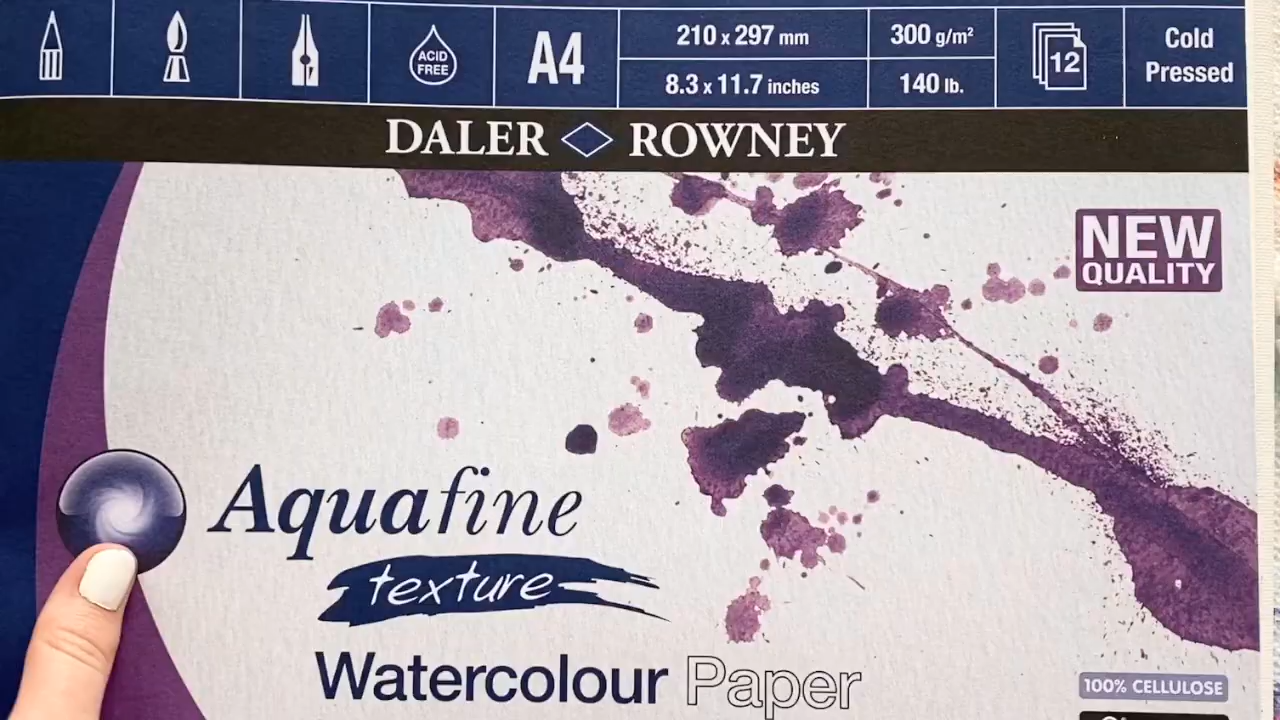 ACID
FREE
A4
210 x 297 mm
8.3 x 11.7 inches
300 g/m²
140 lb.
12
Cold
Pressed
DALER ROWNEY
NEW
QUALITY
Aquafine
texture
Watercolour Paper
100% CELLULOSE